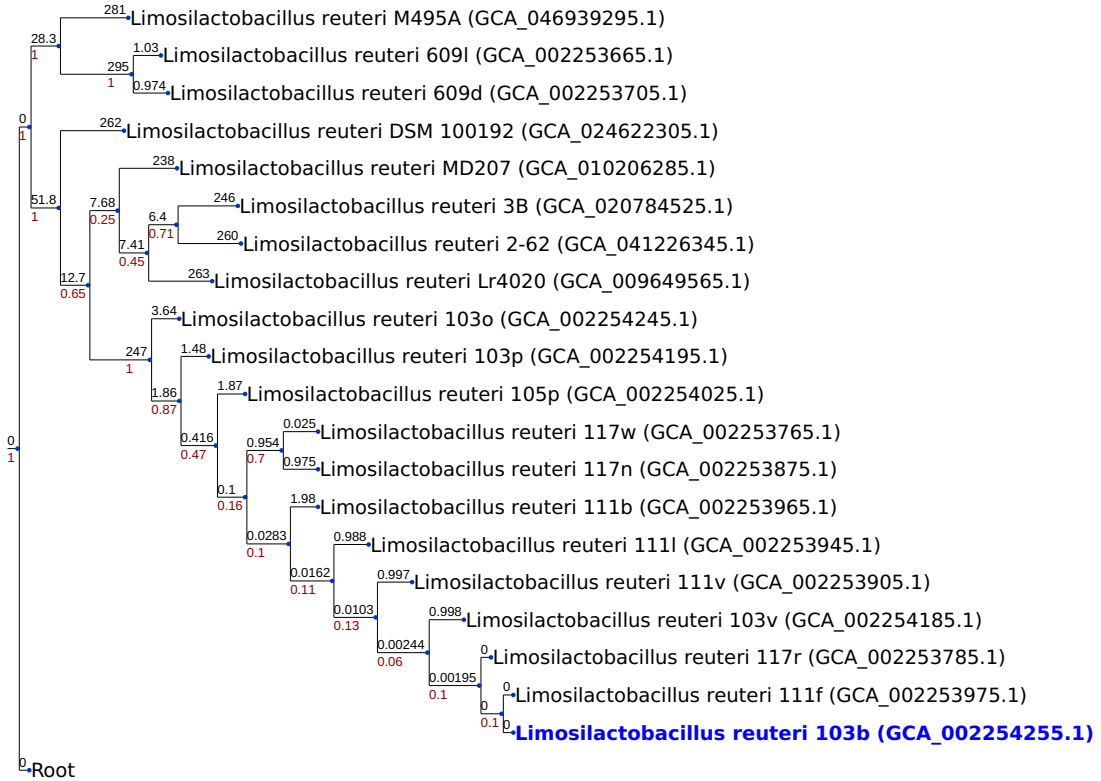 281 Limosilactobacillus reuteri M495A (GCA_046939295.1)
28.3
1
1.03 Limosilactobacillus reuteri 609l (GCA_002253665.1)
295
1
0.974 Limosilactobacillus reuteri 609d (GCA_002253705.1)
0
1
262 Limosilactobacillus reuteri DSM 100192 (GCA_024622305.1)
238 Limosilactobacillus reuteri MD207 (GCA_010206285.1)
51.8
1
7.68
0.25
246 Limosilactobacillus reuteri 3B (GCA_020784525.1)
6.4
0.71
260 Limosilactobacillus reuteri 2-62 (GCA_041226345.1)
7.41
0.45
263 Limosilactobacillus reuteri Lr4020 (GCA_009649565.1)
12.7
0.65
3.64 Limosilactobacillus reuteri 103o (GCA_002254245.1)
247
1
1.48 Limosilactobacillus reuteri 103p (GCA_002254195.1)
1.86
0.87
1.87 Limosilactobacillus reuteri 105p (GCA_002254025.1)
0.025 Limosilactobacillus reuteri 117w (GCA_002253765.1)
0.416
0.47
0.954
0.7
0
1
0.975 Limosilactobacillus reuteri 117n (GCA_002253875.1)
0.1
0.16
1.98 Limosilactobacillus reuteri 111b (GCA_002253965.1)
0.0283
0.1
0.988 Limosilactobacillus reuteri 111l (GCA_002253945.1)
0.0162
0.11
0.997 Limosilactobacillus reuteri 111v (GCA_002253905.1)
0.0103
0.13
0.998 Limosilactobacillus reuteri 103v (GCA_002254185.1)
0.00244
0.06
0 Limosilactobacillus reuteri 117r (GCA_002253785.1)
0.00195
0.1
0 Limosilactobacillus reuteri 111f (GCA_002253975.1)
0
0.1
0 Limosilactobacillus reuteri 103b (GCA_002254255.1)
0 Root